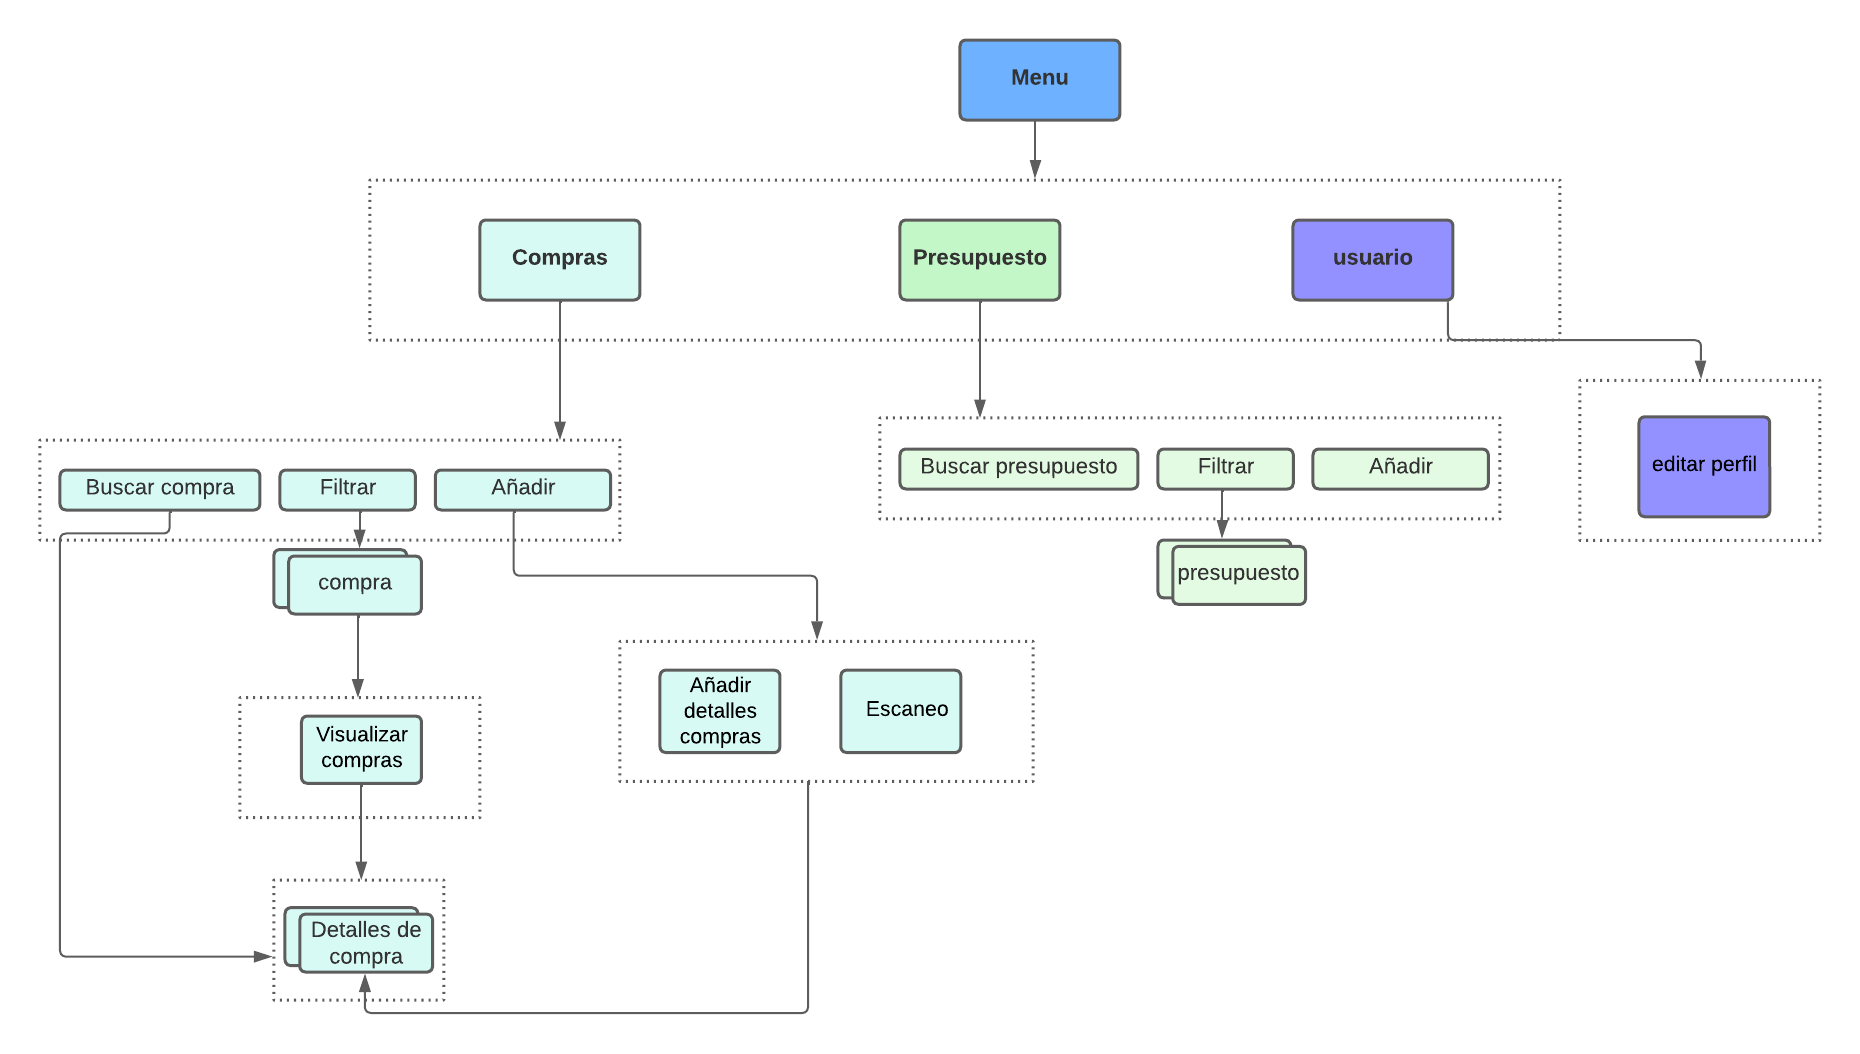 Menu
Compras
Presupuesto
usuario
Buscar compra
Filtrar
Añadir
Buscar presupuesto
Filtrar
Añadir
editar perfil
compra
presupuesto
Visualizar
compras
Añadir
detalles
compras
Escaneo
Detalles de
compra